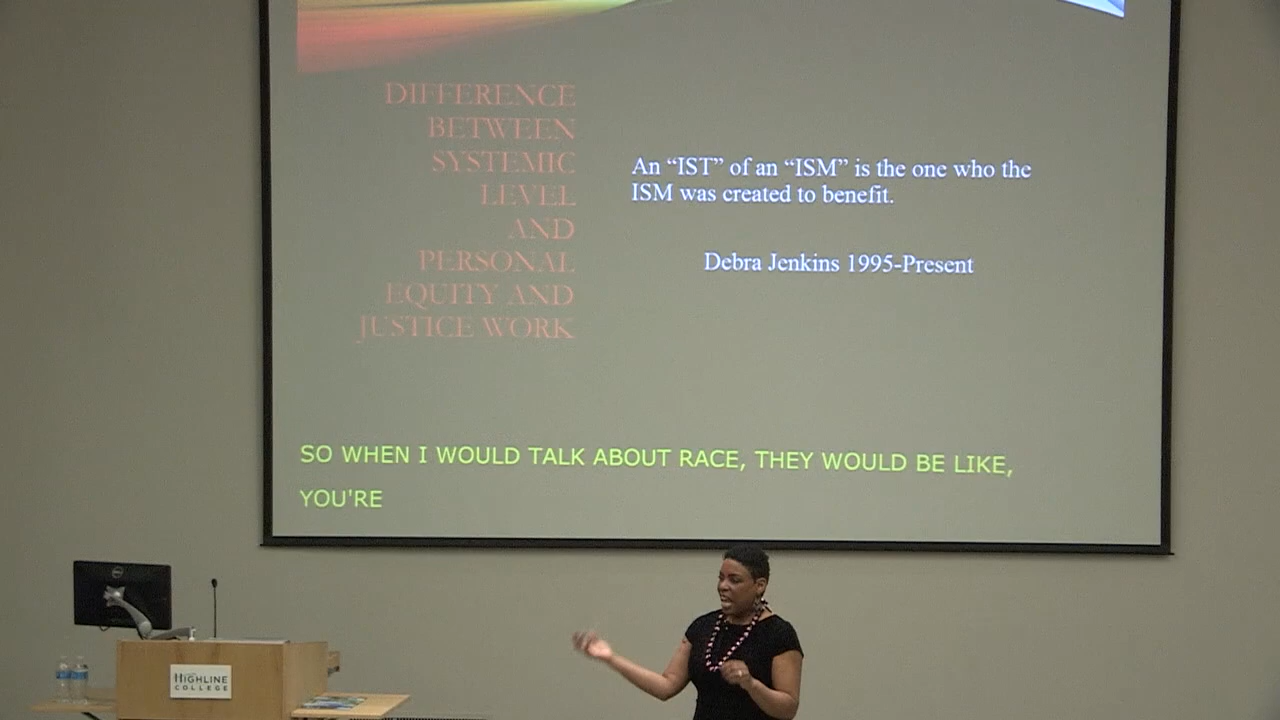 DIFFERENCE
BETWEEN
SYSTEMIC
LEVEL
AND
PERSONAL
EQUITY AND
JUSTICE WORK
An “IST” of an “ISM” is the one who the
ISM was created to benefit.
Debra Jenkins 1995-Present
SO WHEN I WOULD TALK ABOUT RACE, THEY WOULD BE LIKE,
YOU'RE
HIGHLINE
COLLEGE